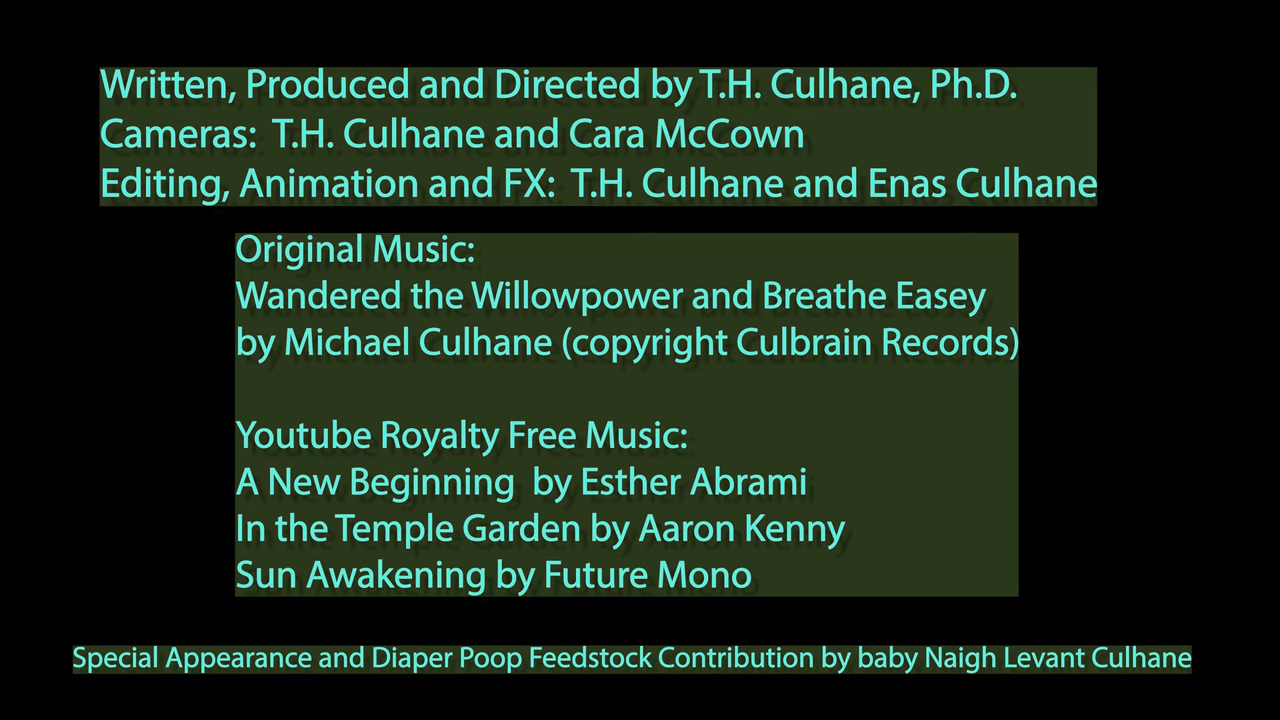 Written, Produced and Directed by T.H. Culhane, Ph.D.
Cameras:  T.H. Culhane and Cara McCown
Editing, Animation and FX:  T.H. Culhane and Enas Culhane
Original Music:
Wandered the Willowpower and Breathe Easey
by Michael Culhane (copyright Culbrain Records)
Youtube Royalty Free Music:
A New Beginning  by Esther Abrami
In the Temple Garden by Aaron Kenny
Sun Awakening by Future Mono
Special Appearance and Diaper Poop Feedstock Contribution by baby Naigh Levant Culhane